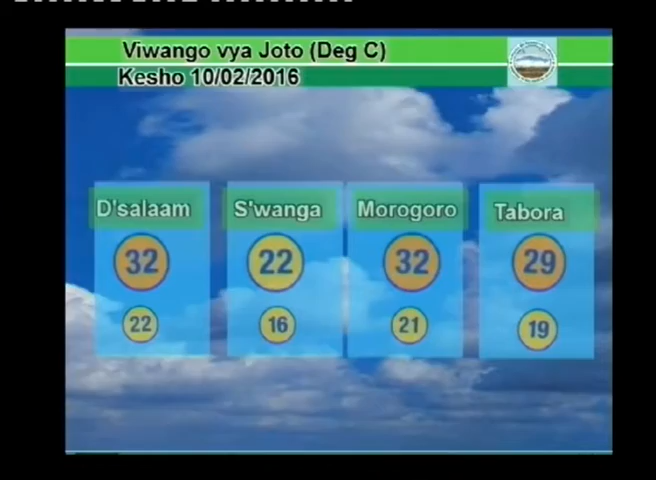 Viwango vya Joto (Deg C)
Kesho 10/02/2016
D'salaam S'wanga Morogoro Tabora
32 22 32 29
22 16 21 19